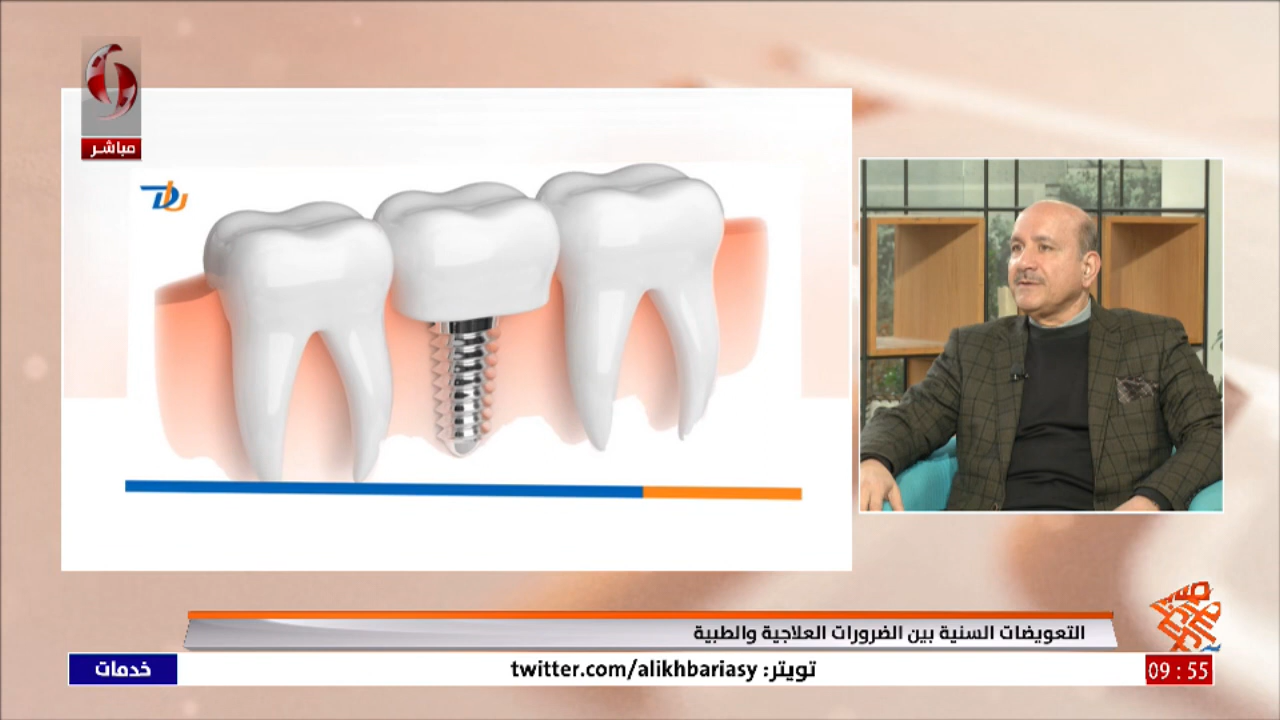 مباشر
التعويضات السنية بين الضرورات العلاجية والطبية
خدمات
تويتر: twitter.com/alikhbariasy
09 : 55